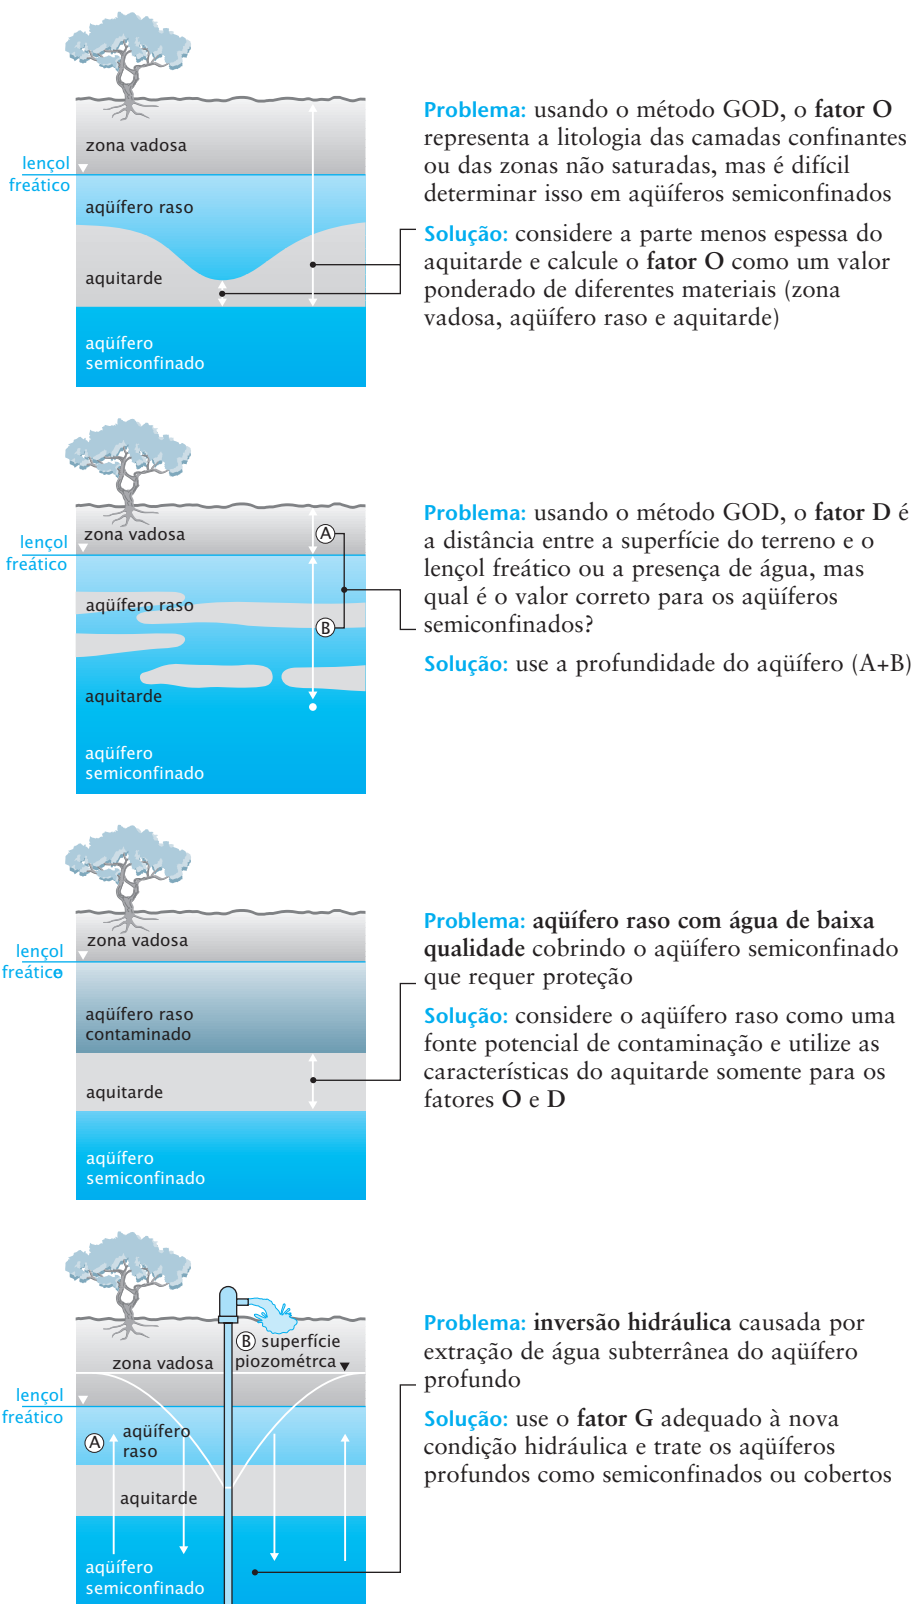 zona vadosa
lençol
freático
aqüífero raso
aquitarde
aqüífero
semiconfinado
Problema: usando o método GOD, o fator O
representa a litologia das camadas confinantes
ou das zonas não saturadas, mas é difícil
determinar isso em aqüíferos semiconfinados
Solução: considere a parte menos espessa do
aquitarde e calcule o fator O como um valor
ponderado de diferentes materiais (zona
vadosa, aqüífero raso e aquitarde)
zona vadosa
lençol
freático
A
aqüífero raso
B
aquitarde
aqüífero
semiconfinado
Problema: usando o método GOD, o fator D é
a distância entre a superfície do terreno e o
lençol freático ou a presença de água, mas
qual é o valor correto para os aqüíferos
semiconfinados?
Solução: use a profundidade do aqüífero (A+B)
zona vadosa
lençol
freático
aqüífero raso
contaminado
aquitarde
aqüífero
semiconfinado
Problema: aqüífero raso com água de baixa
qualidade cobrindo o aqüífero semiconfinado
que requer proteção
Solução: considere o aqüífero raso como uma
fonte potencial de contaminação e utilize as
características do aquitarde somente para os
fatores O e D
B superfície
piozométrca
zona vadosa
lençol
freático
A
aqüífero
raso
aquitarde
aqüífero
semiconfinado
Problema: inversão hidráulica causada por
extração de água subterrânea do aqüífero
profundo
Solução: use o fator G adequado à nova
condição hidráulica e trate os aqüíferos
profundos como semiconfinados ou cobertos